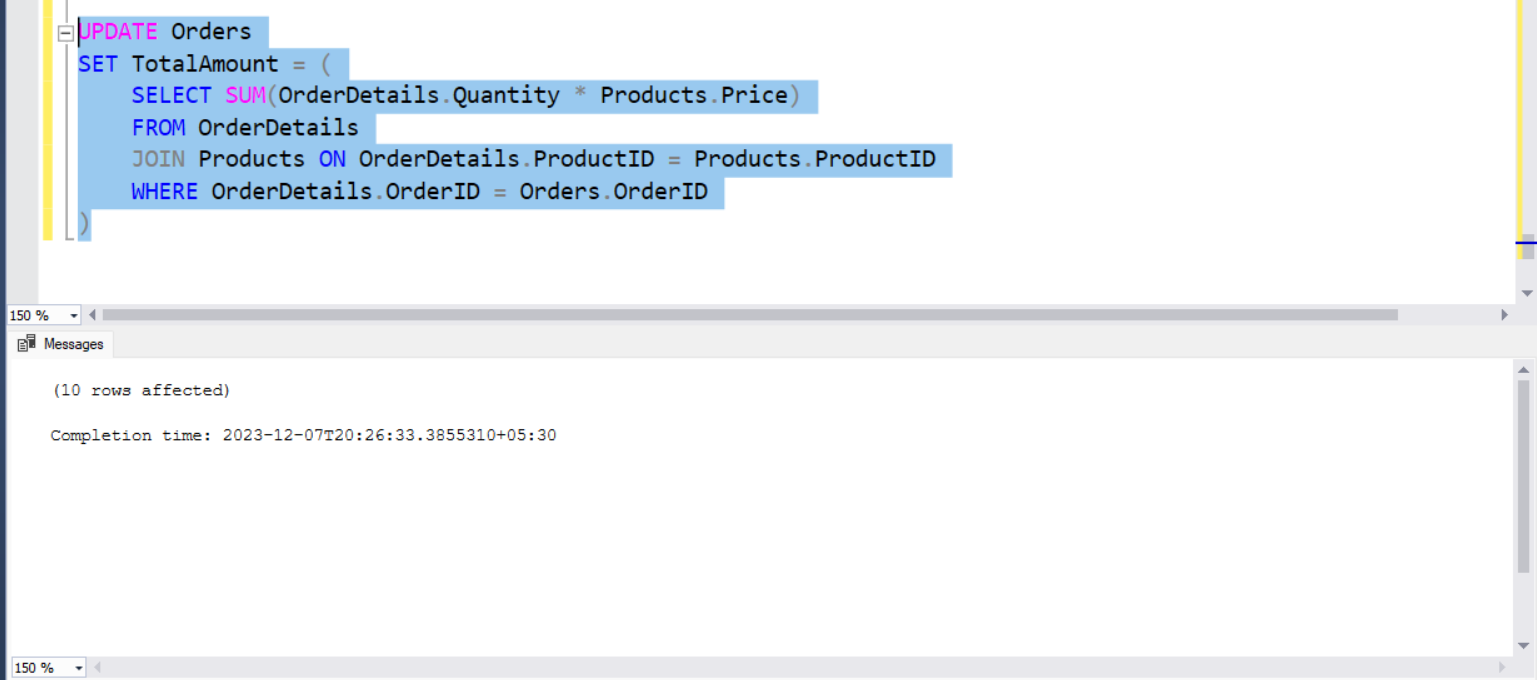 UPDATE Orders
SET TotalAmount = (
    SELECT SUM(OrderDetails.Quantity * Products.Price)
    FROM OrderDetails
    JOIN Products ON OrderDetails.ProductID = Products.ProductID
    WHERE OrderDetails.OrderID = Orders.OrderID
)
150 %
Messages
(10 rows affected)
Completion time: 2023-12-07T20:26:33.3855310+05:30
150 %